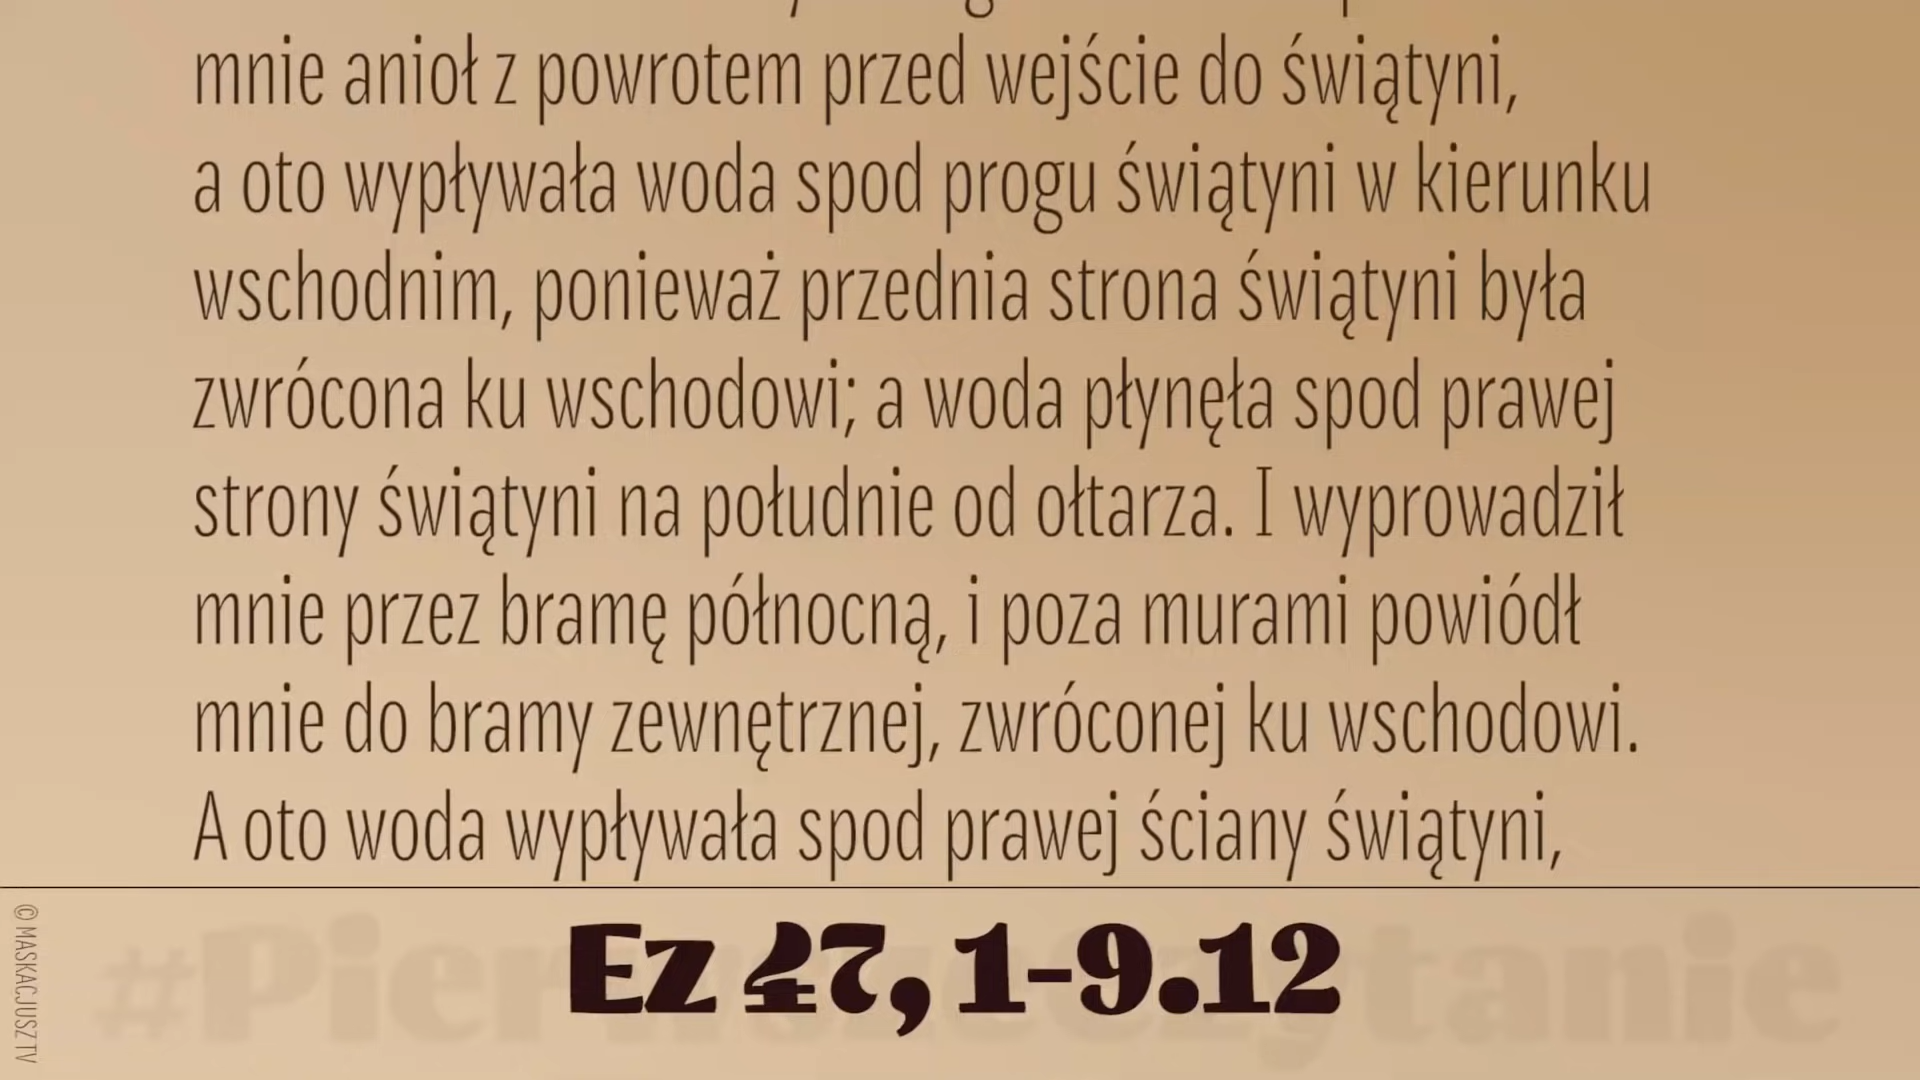 mnie anioł z powrotem przed wejście do świątyni,
a oto wypływała woda spod progu świątyni w kierunku
wschodnim, ponieważ przednia strona świątyni była
zwrócona ku wschodowi; a woda płynęła spod prawej
strony świątyni na południe od ołtarza. I wyprowadził
mnie przez bramę północną, i poza murami powiódł
mnie do bramy zewnętrznej, zwróconej ku wschodowi.
A oto woda wypływała spod prawej ściany świątyni,
#PierwszeCzytanie
Ez 47, 1-9.12
© MASKACJUSZ TV